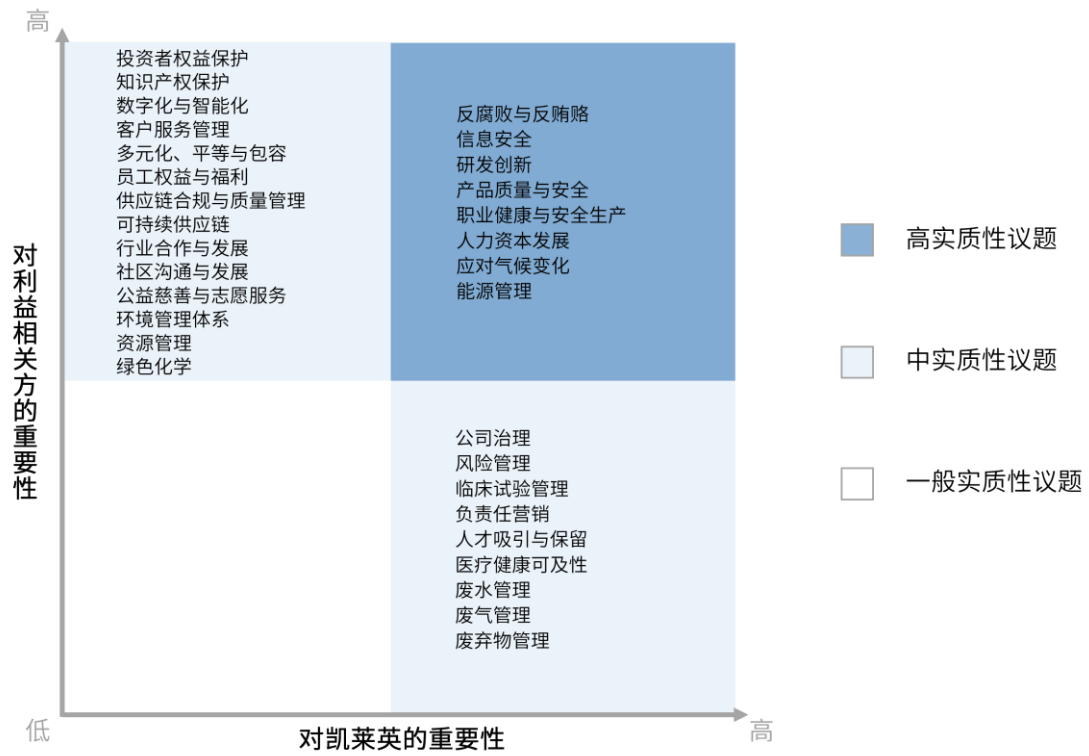 高
投资者权益保护
知识产权保护
数字化与智能化
客户服务管理
多元化、平等与包容
员工权益与福利
供应链合规与质量管理
可持续供应链
行业合作与发展
社区沟通与发展
公益慈善与志愿服务
环境管理体系
资源管理
绿色化学
反腐败与反贿赂
信息安全
研发创新
产品质量与安全
职业健康与安全生产
人力资本发展
应对气候变化
能源管理
对利益相关方的重要性
公司治理
风险管理
临床试验管理
负责任营销
人才吸引与保留
医疗健康可及性
废水管理
废气管理
废弃物管理
高实质性议题
中实质性议题
一般实质性议题
低
对凯莱英的重要性
高